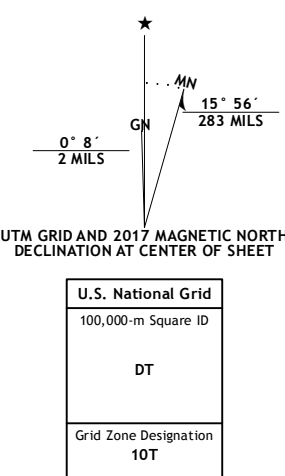 ★
MN
GN
15° 56´
283 MILS
0° 8´
2 MILS
UTM GRID AND 2017 MAGNETIC NORTH
DECLINATION AT CENTER OF SHEET
U.S. National Grid
100,000-m Square ID
DT
Grid Zone Designation
10T